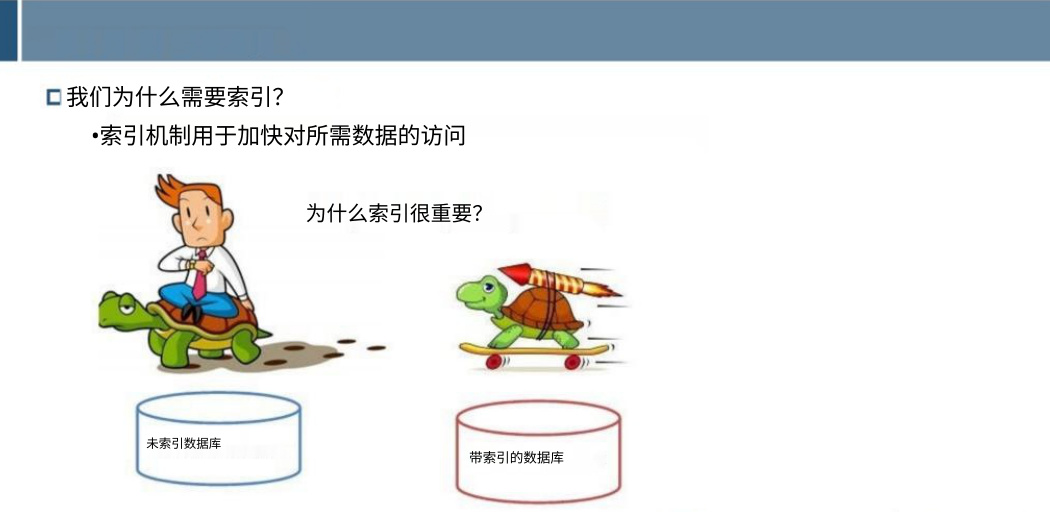 我们为什么需要索引？
•索引机制用于加快对所需数据的访问
为什么索引很重要？
未索引数据库
带索引的数据库